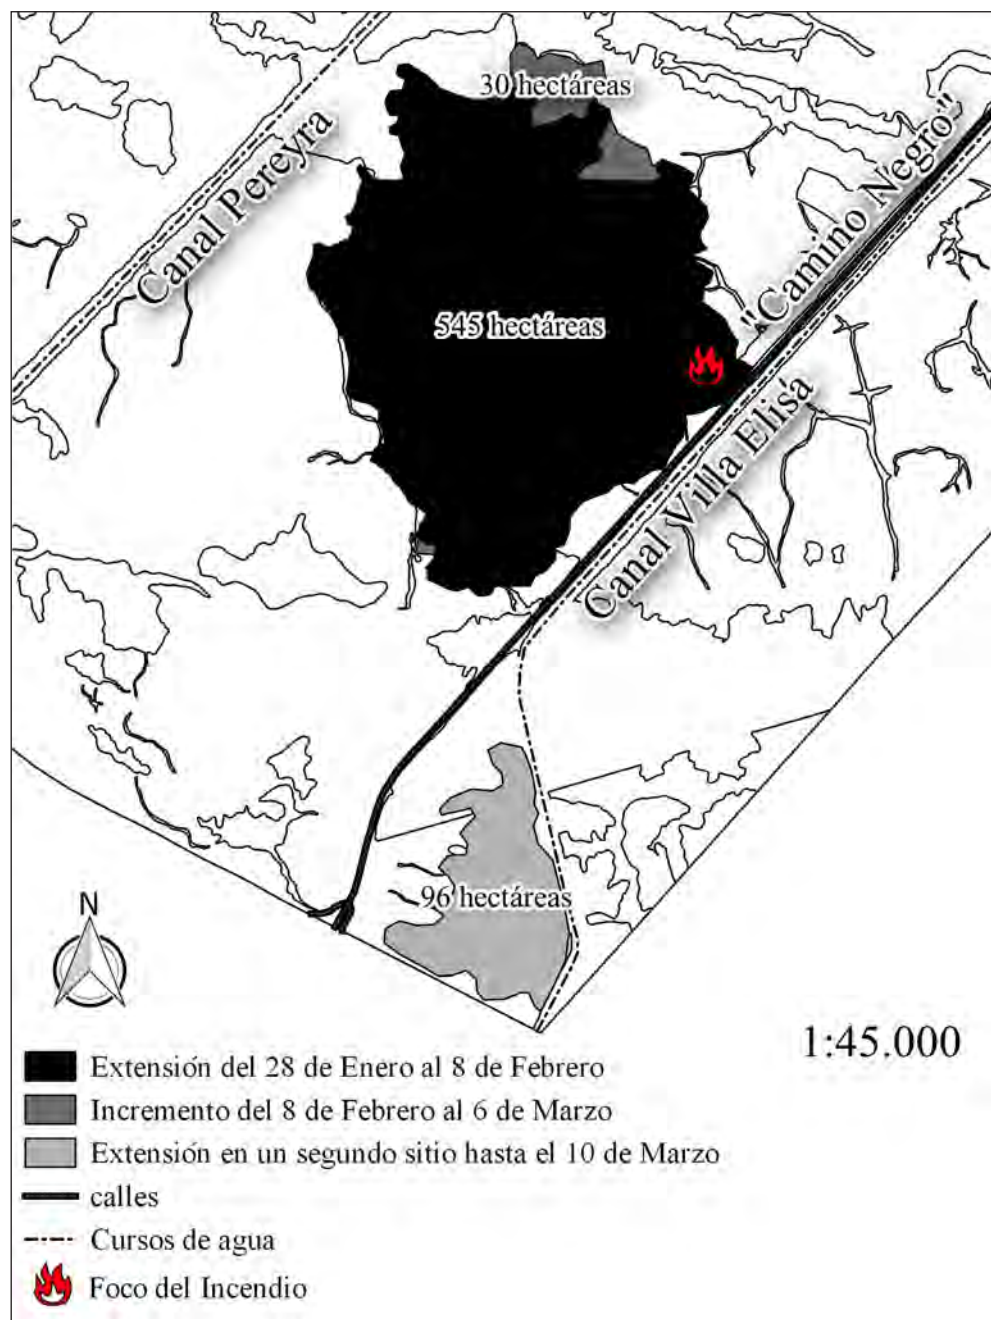 30 hectáreas
Canal Pereyra
"Camino Negro"
545 hectáreas
Canal Villa Elisa
96 hectáreas
N
1:45.000
Extensión del 28 de Enero al 8 de Febrero
Incremento del 8 de Febrero al 6 de Marzo
Extensión en un segundo sitio hasta el 10 de Marzo
calles
Cursos de agua
Foco del Incendio